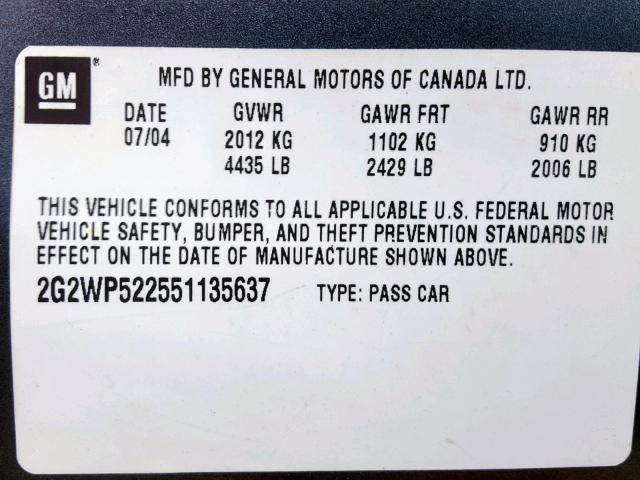 GM®
MFD BY GENERAL MOTORS OF CANADA LTD.
DATE GVWR GAWR FRT GAWR RR
07/04 2012 KG 1102 KG 910 KG
4435 LB 2429 LB 2006 LB
THIS VEHICLE CONFORMS TO ALL APPLICABLE U.S. FEDERAL MOTOR
VEHICLE SAFETY, BUMPER, AND THEFT PREVENTION STANDARDS IN
EFFECT ON THE DATE OF MANUFACTURE SHOWN ABOVE.
2G2WP522551135637 TYPE: PASS CAR